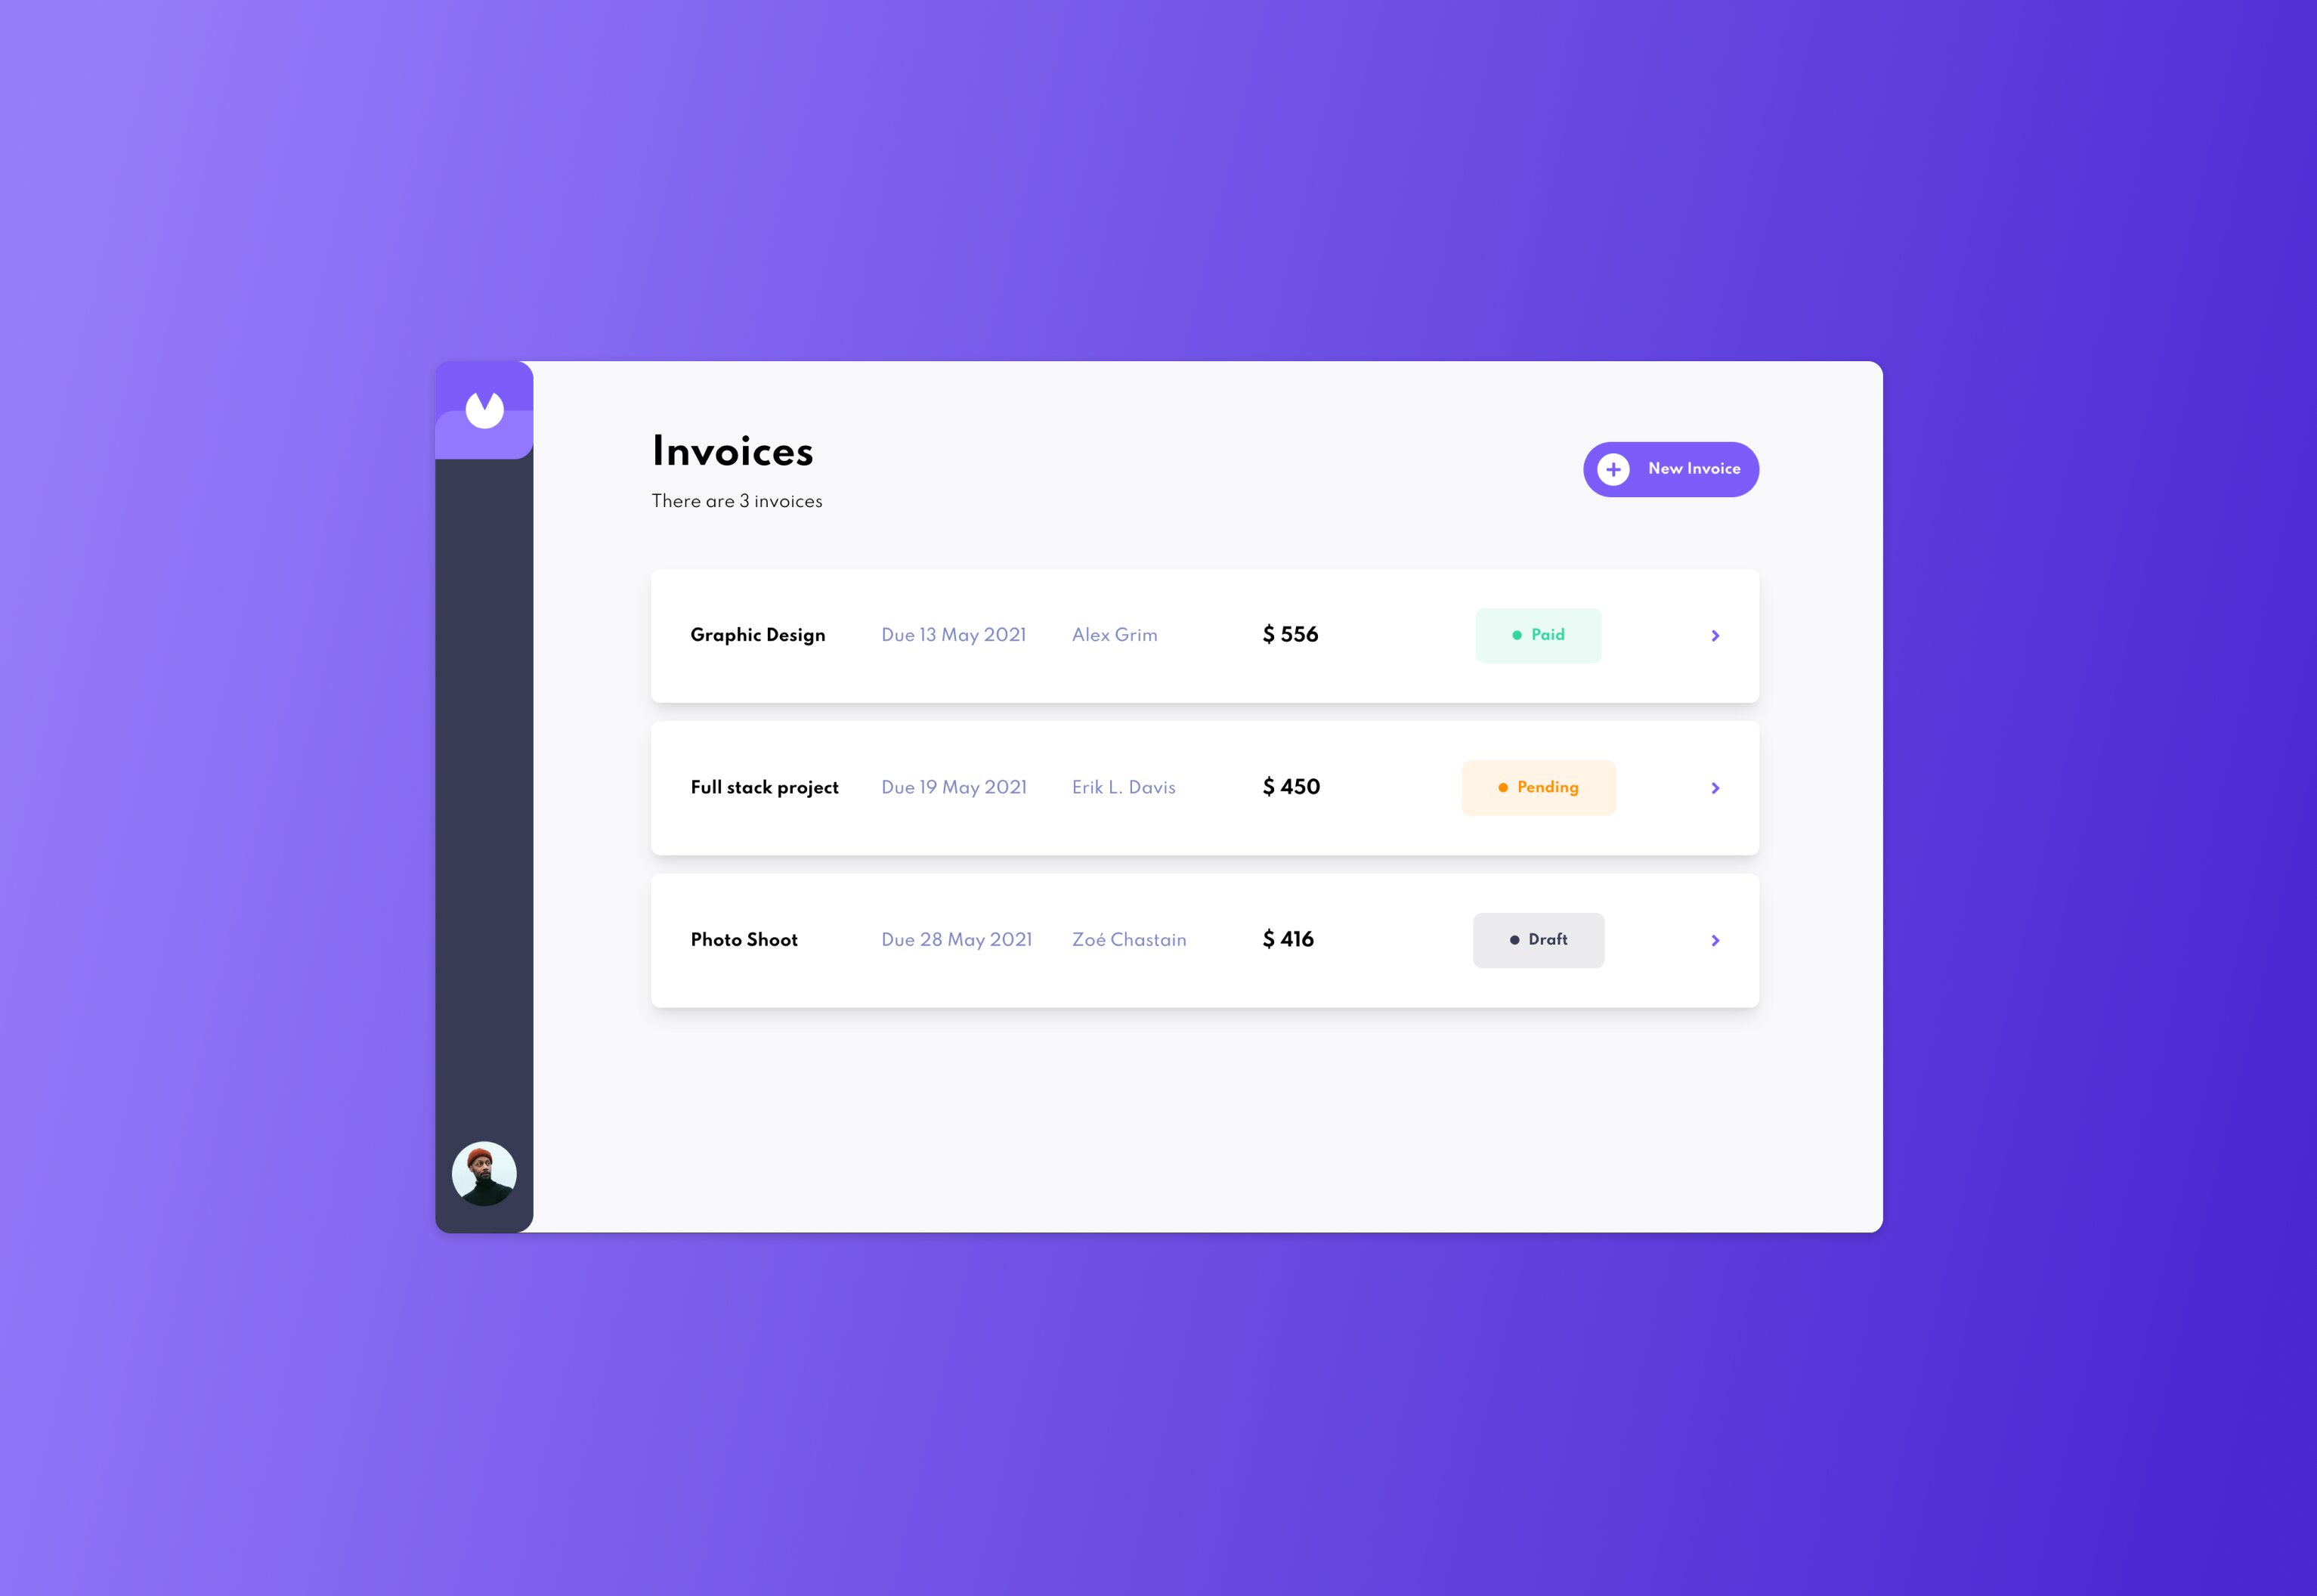 Invoices
There are 3 invoices
New Invoice
Graphic Design Due 13 May 2021 Alex Grim $ 556 Paid
Full stack project Due 19 May 2021 Erik L. Davis $ 450 Pending
Photo Shoot Due 28 May 2021 Zoé Chastain $ 416 Draft